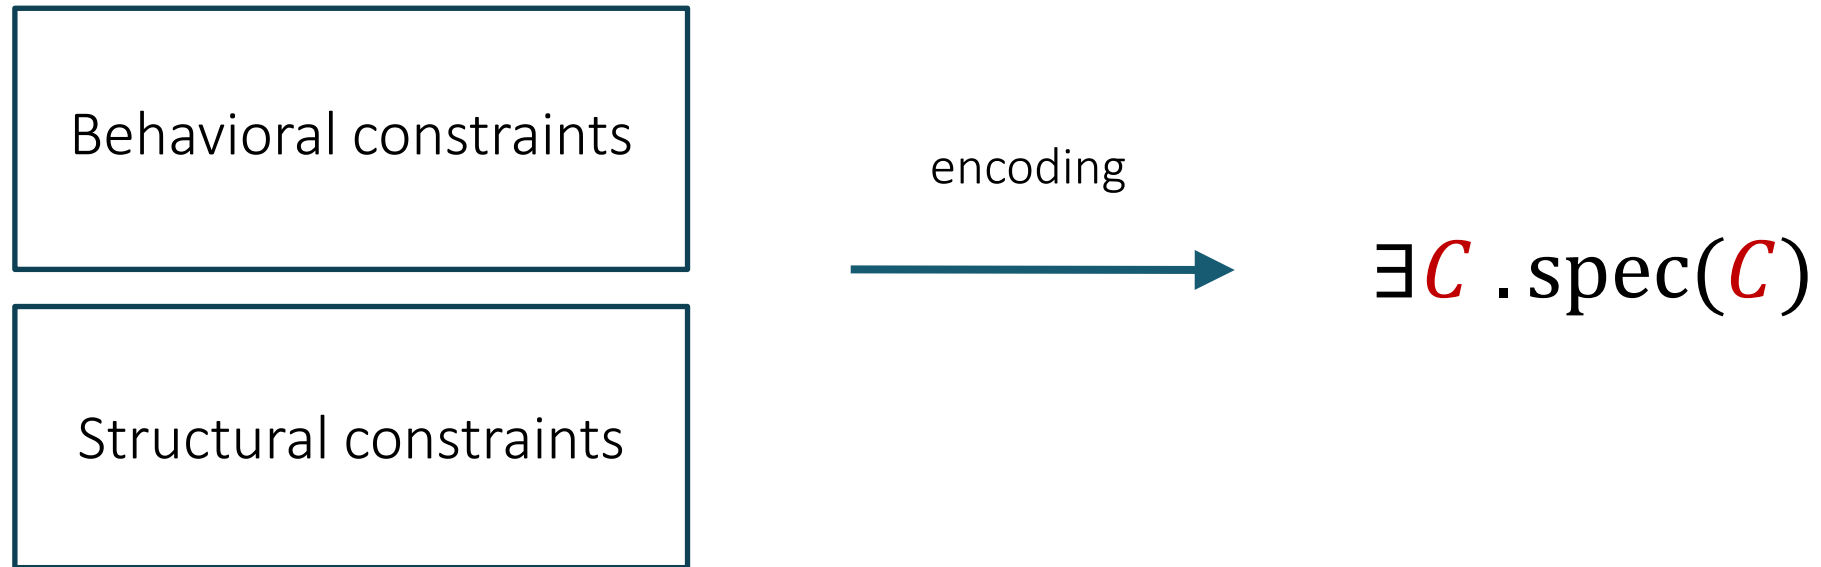 Behavioral constraints
encoding
∃C . spec(C)
Structural constraints